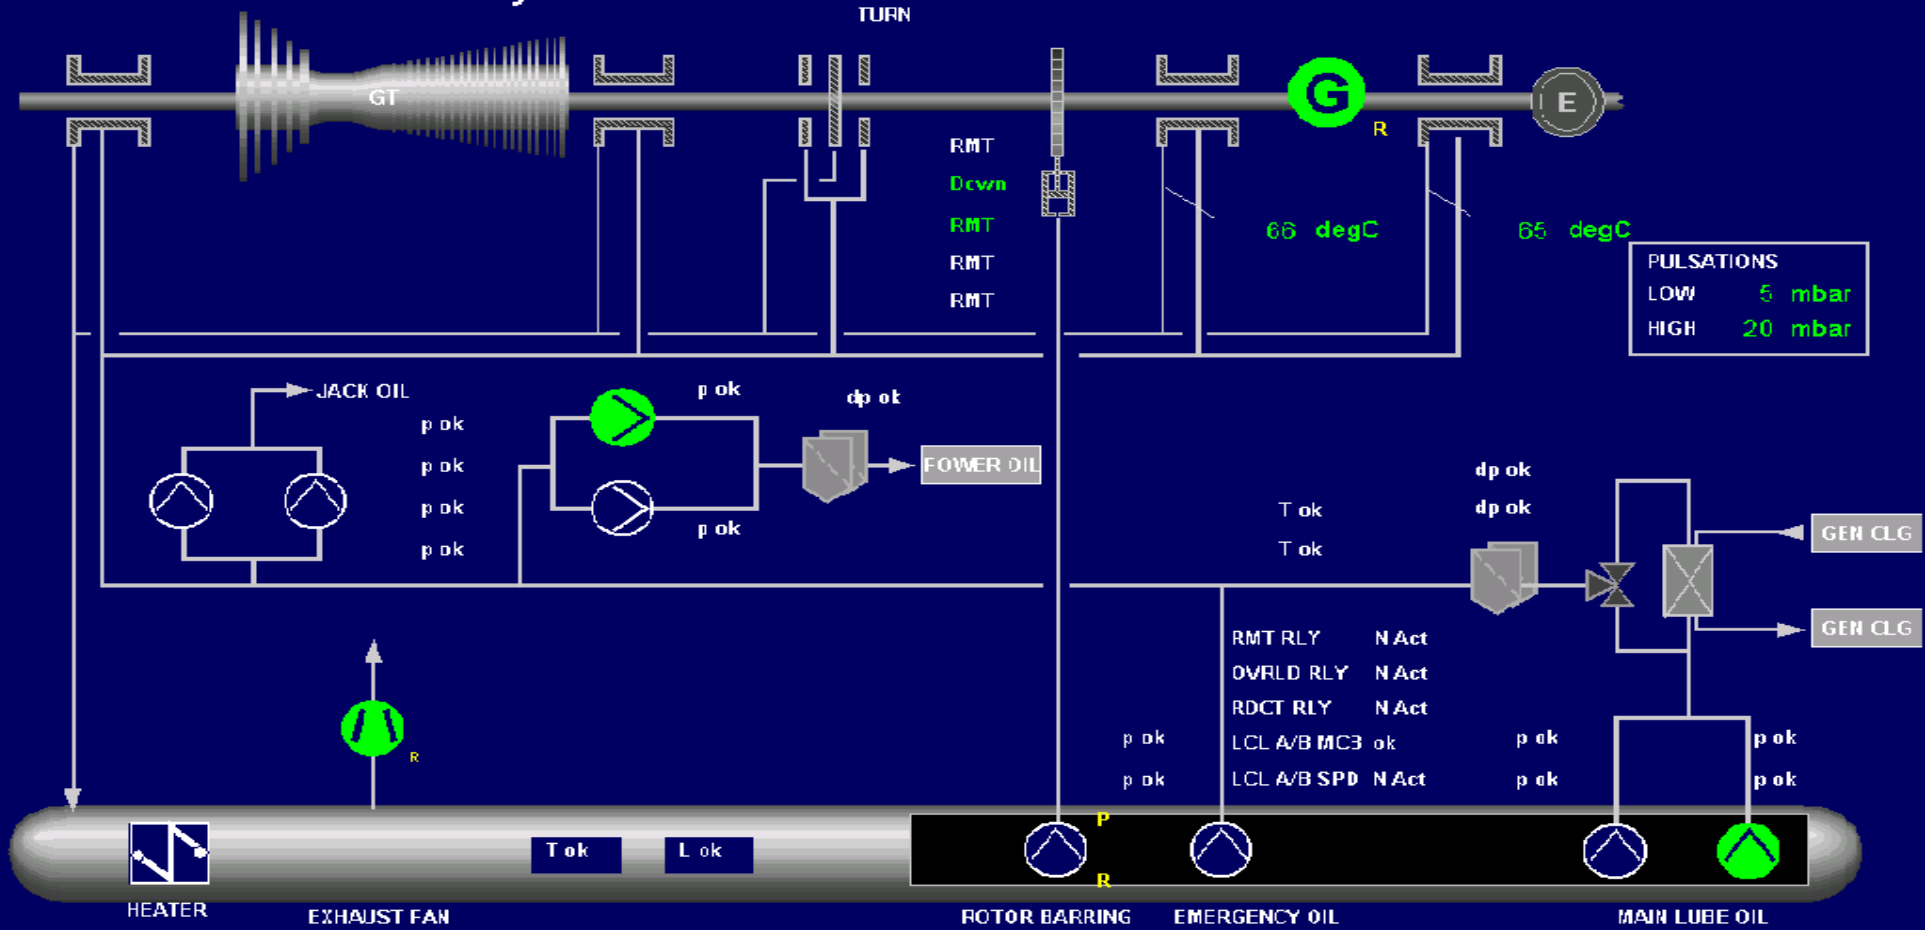 TURN
GT
G
E
R
RMT
Down
RMT
RMT
RMT
66 degC
65 degC
PULSATIONS
LOW 5 mbar
HIGH 20 mbar
JACK OIL
p ok
p ok
p ok
p ok
p ok
p ok
dp ok
POWER OIL
dp ok
dp ok
T ok
T ok
GEN CLG
GEN CLG
RMT RLY N Act
OVRLD RLY N Act
RDCT RLY N Act
LCL A/B MCB ok
LCL A/B SPD N Act
p ok
p ok
p ok
p ok
p ok
p ok
R
T ok
L ok
P
R
HEATER
EXHAUST FAN
ROTOR BARRING
EMERGENCY OIL
MAIN LUBE OIL